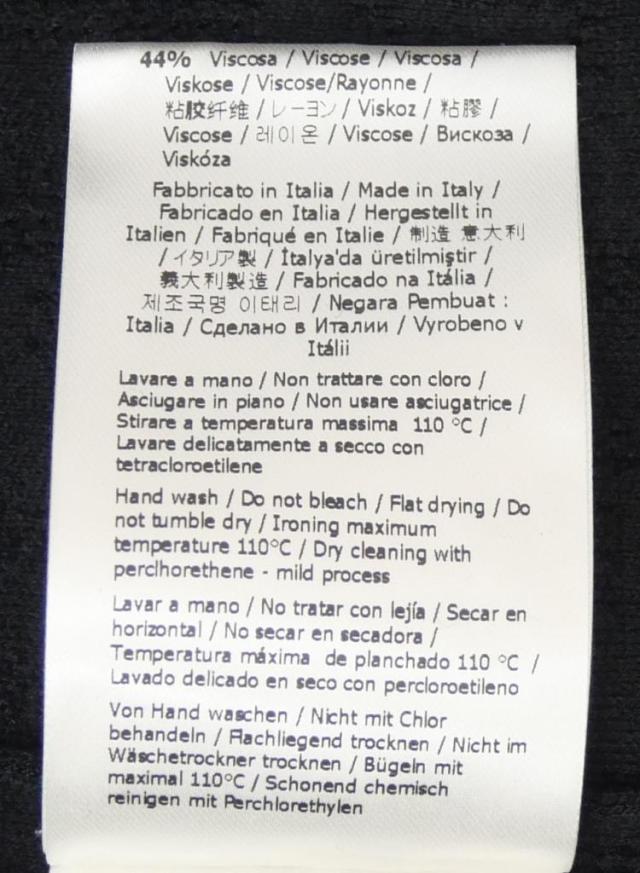 44% Viscosa / Viscose / Viscosa /
Viskose / Viscose/Rayonne /
粘胶纤维 / レーヨン / Viskoz / 粘膠 /
Viscose / 레이온 / Viscose / Вискоза /
Viskóza
Fabbricato in Italia / Made in Italy /
Fabricado en Italia / Hergestellt in
Italien / Fabriqué en Italie / 制造 意大利
/ イタリア製 / İtalya'da üretilmiştir /
義大利製造 / Fabricado na Itália /
제조국명 이태리 / Negara Pembuat :
Italia / Сделано в Италии / Vyrobeno v
Itálii
Lavare a mano / Non trattare con cloro /
Asciugare in piano / Non usare asciugatrice /
Stirare a temperatura massima 110 °C /
Lavare delicatamente a secco con
tetracloroetilene
Hand wash / Do not bleach / Flat drying / Do
not tumble dry / Ironing maximum
temperature 110°C / Dry cleaning with
perclhorethene - mild process
Lavar a mano / No tratar con lejía / Secar en
horizontal / No secar en secadora /
Temperatura máxima de planchado 110 °C /
Lavado delicado en seco con percloroetileno
Von Hand waschen / Nicht mit Chlor
behandeln / Flachliegend trocknen / Nicht im
Wäschetrockner trocknen / Bügeln mit
maximal 110°C / Schonend chemisch
reinigen mit Perchlorethylen